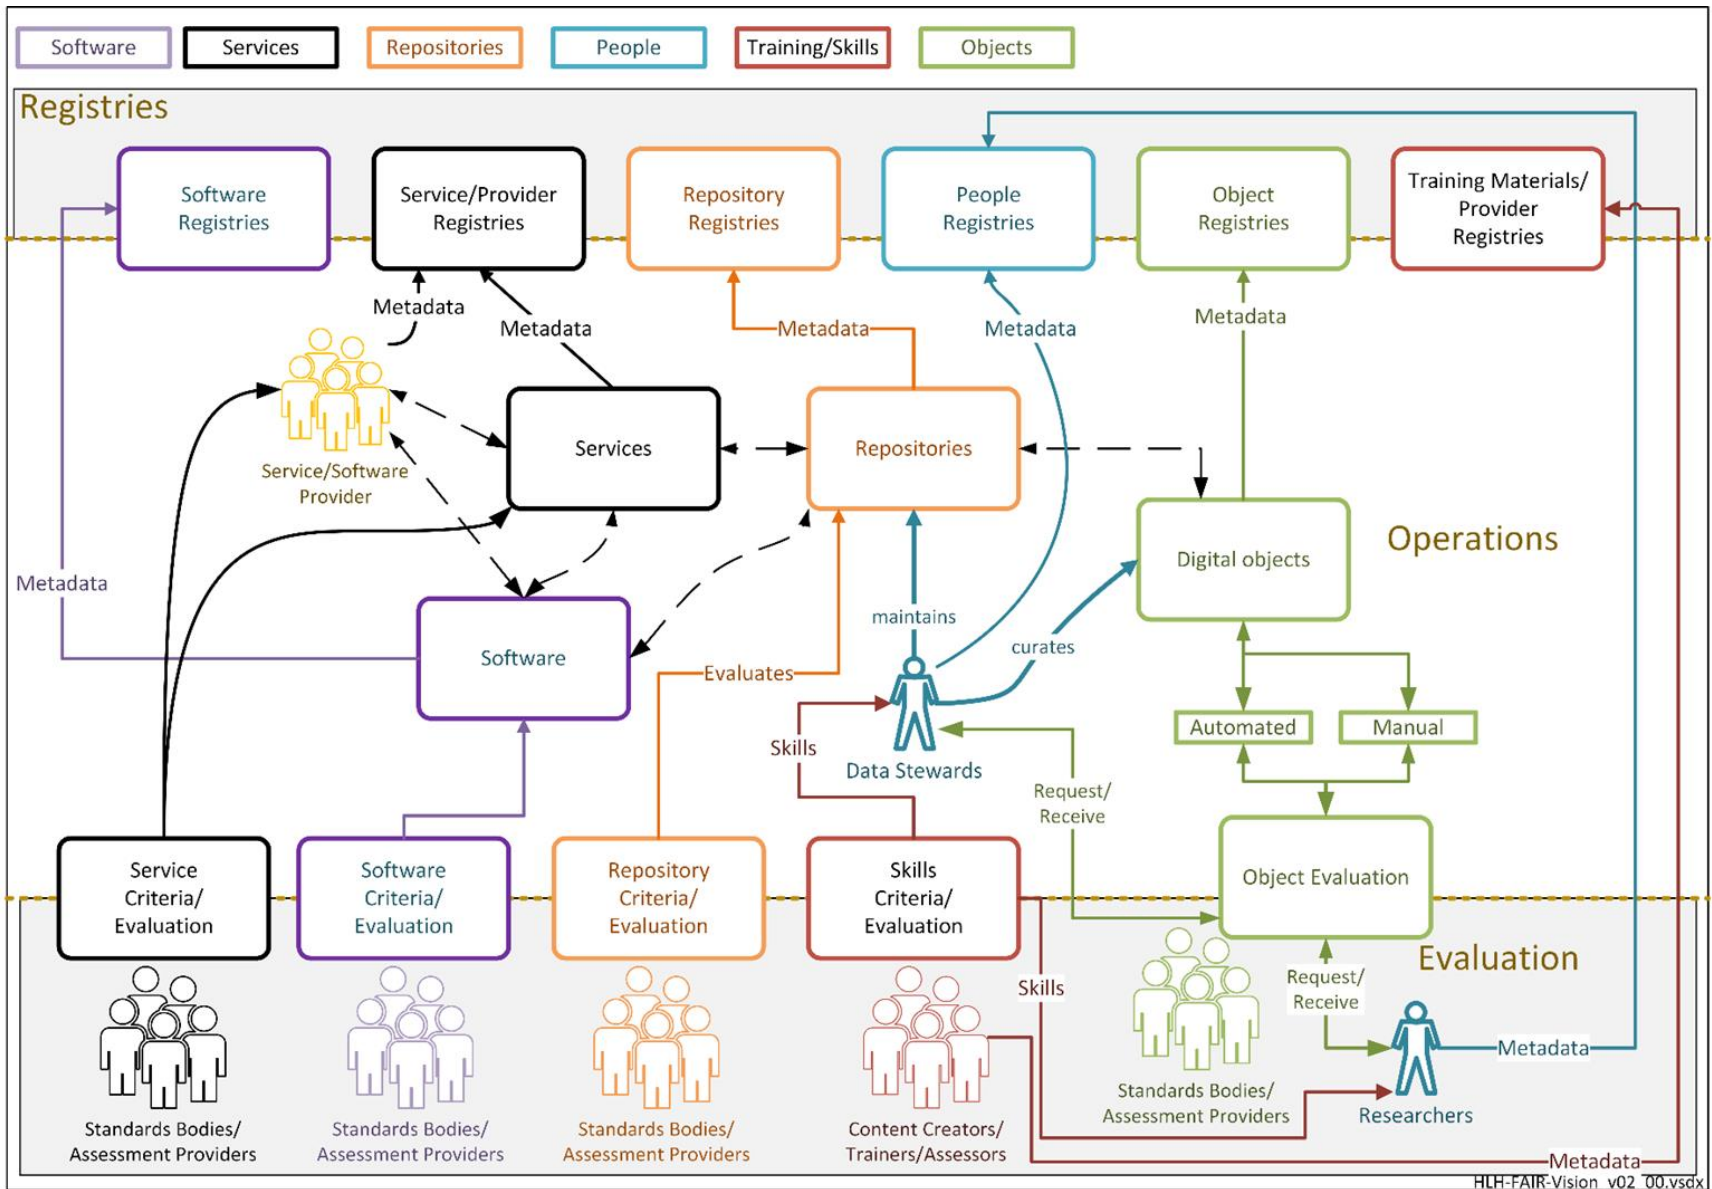 Software
Services
Repositories
People
Training/Skills
Objects
Registries
Software
Registries
Service/Provider
Registries
Repository
Registries
People
Registries
Object
Registries
Training Materials/
Provider
Registries
Metadata
Metadata
Metadata
Metadata
Metadata
Service/Software
Provider
Services
Repositories
Operations
Digital objects
Metadata
maintains
curates
Software
Evaluates
Automated
Manual
Skills
Data Stewards
Request/
Receive
Service
Criteria/
Evaluation
Software
Criteria/
Evaluation
Repository
Criteria/
Evaluation
Skills
Criteria/
Evaluation
Object Evaluation
Evaluation
Skills
Request/
Receive
Metadata
Standards Bodies/
Assessment Providers
Standards Bodies/
Assessment Providers
Standards Bodies/
Assessment Providers
Content Creators/
Trainers/Assessors
Standards Bodies/
Assessment Providers
Researchers
Metadata
HLH-FAIR-Vision_v02_00.vsdx